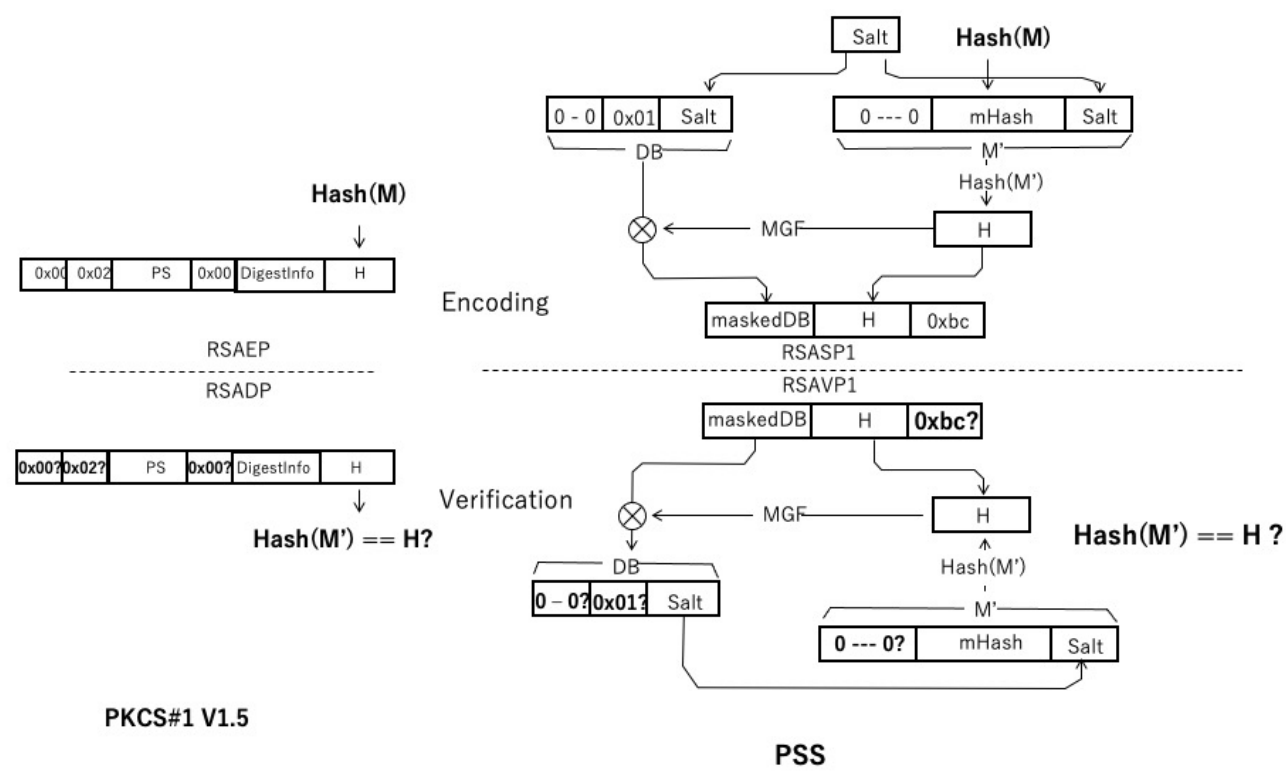 Salt
Hash(M)
0 - 0 0x01 Salt
0 --- 0 mHash Salt
DB
M’
Hash(M’)
MGF
H
Hash(M)
0x00 0x02 PS 0x00 DigestInfo H
Encoding
maskedDB H 0xbc
RSAEP
RSASP1
RSADP
RSAVP1
maskedDB H 0xbc?
0x00? 0x02? PS 0x00? DigestInfo H
Verification
MGF
H
Hash(M’) == H?
Hash(M’) == H ?
DB
Hash(M’)
0 – 0? 0x01? Salt
M’
0 --- 0? mHash Salt
PKCS#1 V1.5
PSS